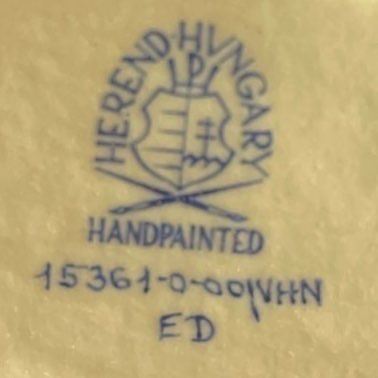 HEREND·HUNGARY
HANDPAINTED
15361-0-00/VHN
ED